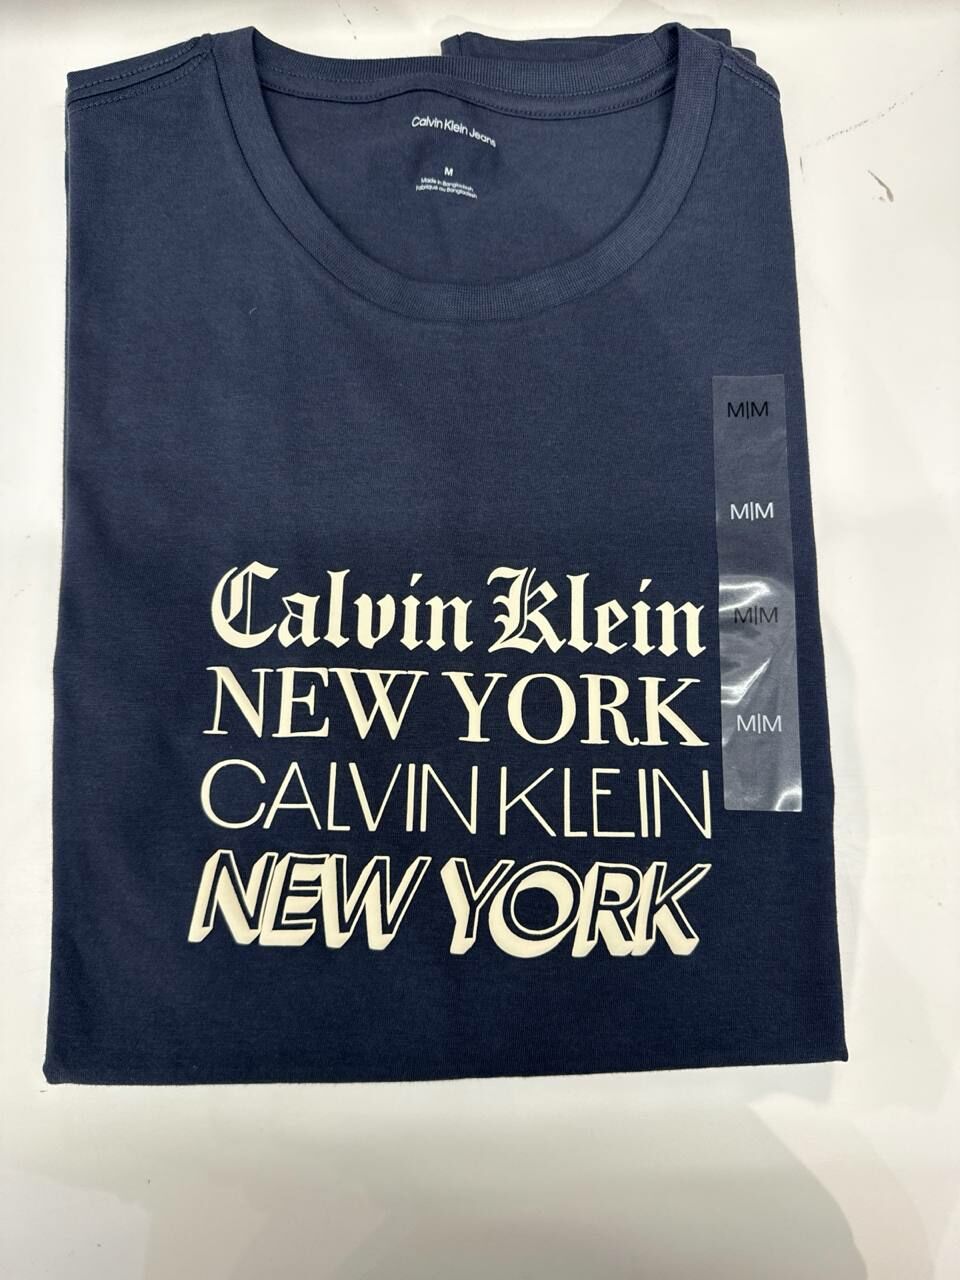 Calvin Klein Jeans
M
Made in Bangladesh
Fabriqué au Bangladesh
M|M
M|M
M|M
M|M
Calvin Klein
NEW YORK
CALVIN KLEIN
NEW YORK